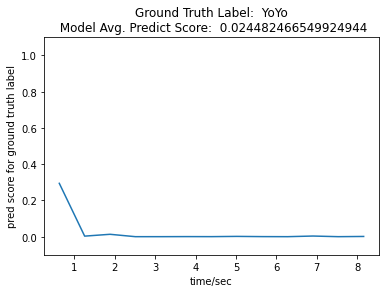 Ground Truth Label:  YoYo
Model Avg. Predict Score:  0.024482466549924944
pred score for ground truth label
1.0
0.8
0.6
0.4
0.2
0.0
1 2 3 4 5 6 7 8
time/sec